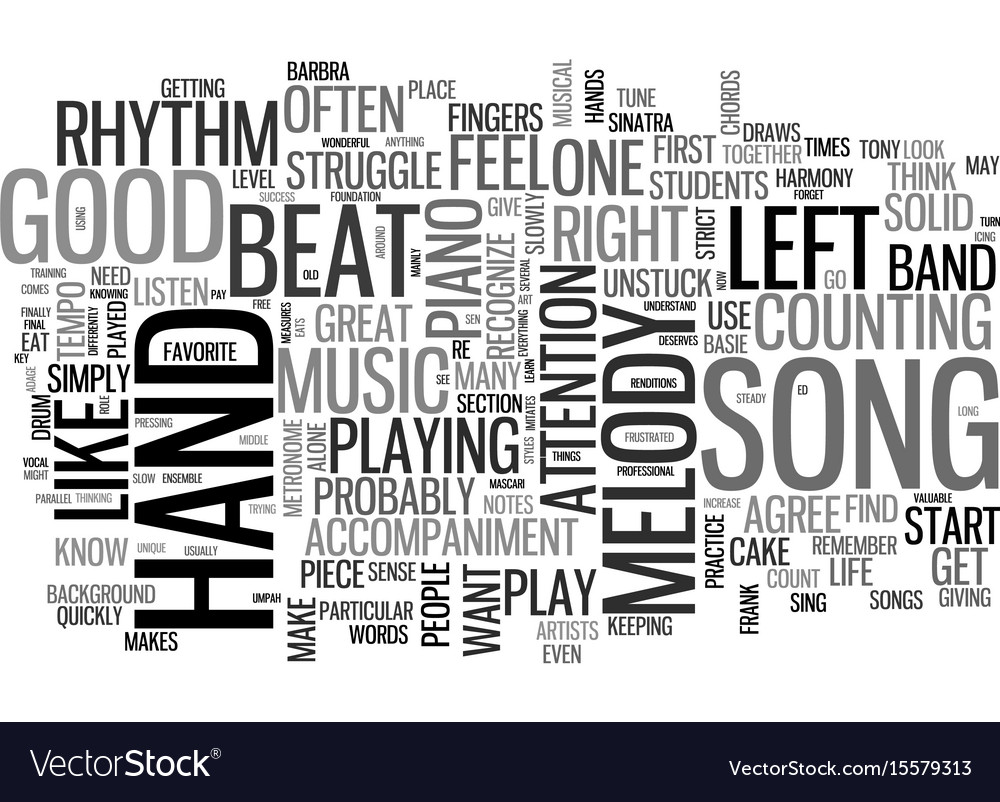 GETTING
BARBRA
OFTEN
PLACE
MUSICAL
HANDS
TUNE
CHORDS
RHYTHM
FINGERS
SINATRA
DRAWS
WONDERFUL
ANYTHING
FIRST
TOGETHER
TIMES
TONY
LOOK
MAY
GOOD
LEVEL
STRUGGLE
FEEL
ONE
STUDENTS
HARMONY
THINK
USING
SUCCESS
FOUNDATION
GIVE
SLOWLY
FORGET
SOLID
BEAT
PIANO
RIGHT
STRICT
LEFT
TURN
ICING
OLD
AROUND
MAINLY
RECOGNIZE
SEVERAL
UNSTUCK
NOW
GO
BAND
TRAINING
COMES
NEED
KNOWING
LISTEN
PAY
FREE
MEASURES
EATS
GREAT
SEN
ART
EVERYTHING
ATTENTION
UNDERSTAND
DESERVES
USE
COUNTING
FINALLY
FINAL
EAT
TEMPO
DIFFERENTLY
PLAYED
HAND
FAVORITE
RE
BASIE
KEY
ADAGE
SIMPLY
ROLE
MUSIC
SEE
MANY
LEARN
IMITATES
STYLES
MELODY
RENDITIONS
STEADY
ED
SONG
LONG
DRUM
LIKE
PRESSING
SECTION
MIDDLE
METRONOME
ALONE
PLAYING
FRUSTRATED
THINGS
PROFESSIONAL
VOCAL
MIGHT
SLOW
ENSEMBLE
MASCARI
PARALLEL
THINKING
TRYING
PROBABLY
NOTES
INCREASE
VALUABLE
AGREE
FIND
START
KNOW
UNIQUE
USUALLY
ACCOMPANIMENT
PRACTICE
CAKE
REMEMBER
GET
PIECE
SENSE
PEOPLE
WANT
PLAY
COUNT
LIFE
BACKGROUND
QUICKLY
UMPAH
MAKE
PARTICULAR
WORDS
ARTISTS
KEEPING
FRANK
SING
SONGS
GIVING
MAKES
EVEN
VectorStock®
VectorStock.com/15579313